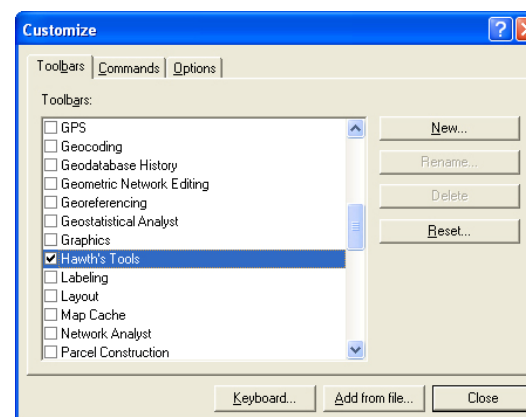 Customize
Toolbars Commands Options
Toolbars:
GPS
Geocoding
Geodatabase History
Geometric Network Editing
Georeferencing
Geostatistical Analyst
Graphics
Hawth's Tools
Labeling
Layout
Map Cache
Network Analyst
Parcel Construction
New...
Rename...
Delete
Reset...
Keyboard... Add from file... Close